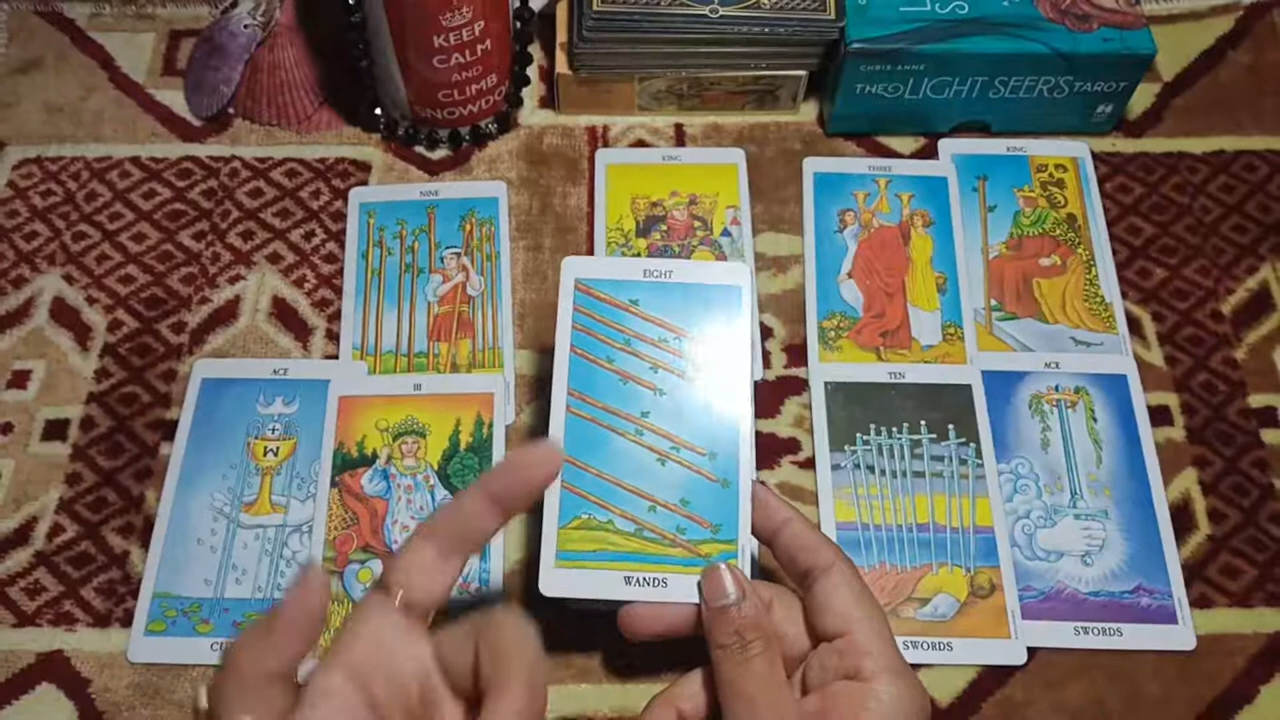 KEEP
CALM
AND
CLIMB
CHRIS-ANNE
THE LIGHT SEER'S TAROT
NINE
KING
THREE
KING
EIGHT
WANDS
ACE
III
TEN
SWORDS
ACE
SWORDS